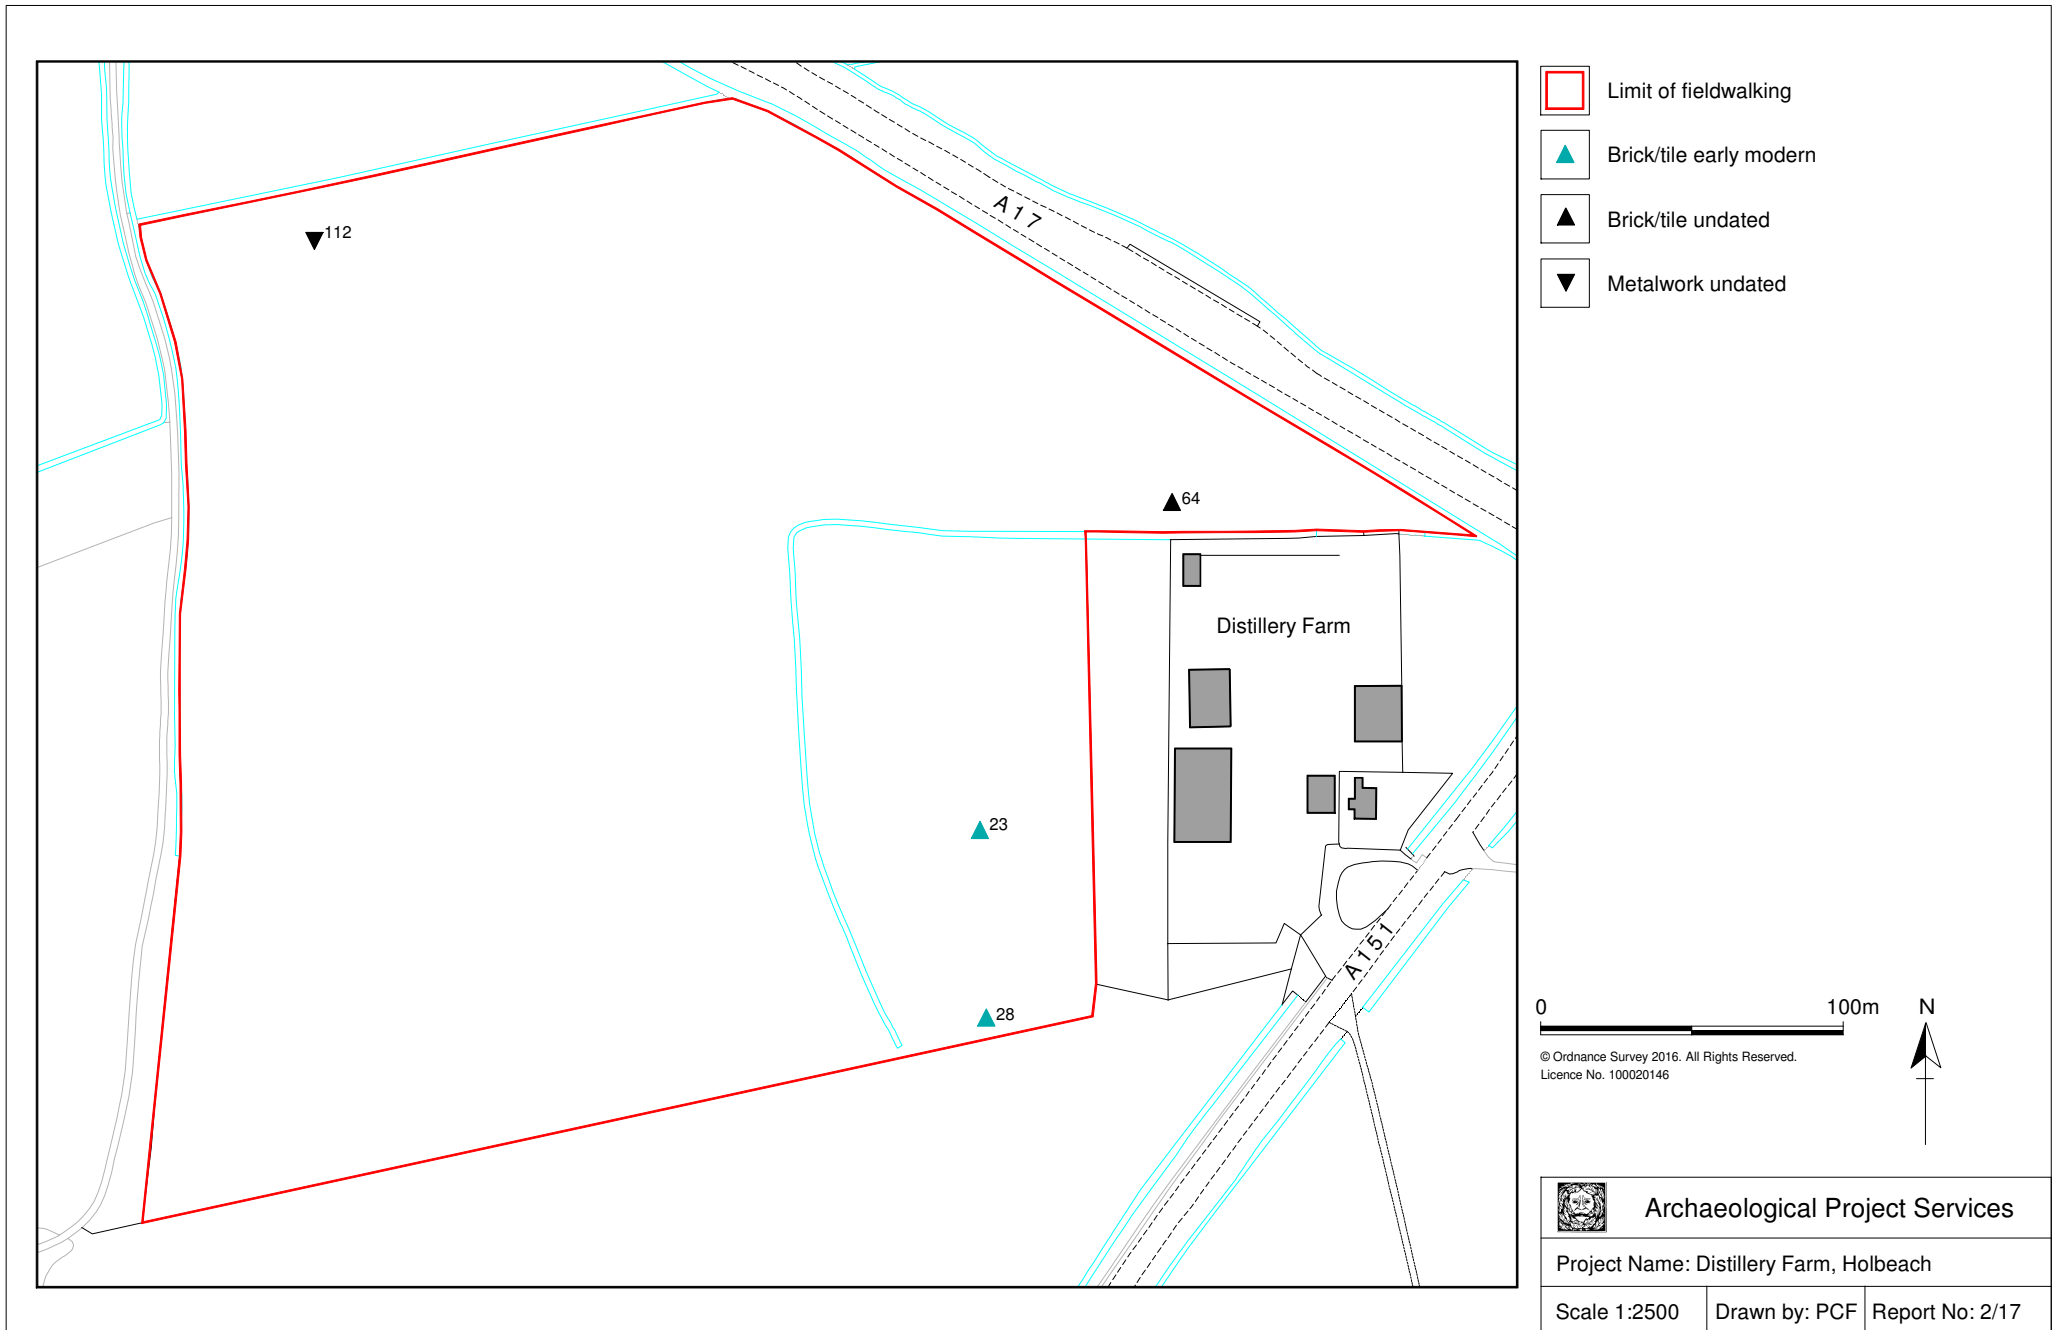 Limit of fieldwalking
Brick/tile early modern
Brick/tile undated
Metalwork undated
A17
112
64
Distillery Farm
23
28
A151
0 100m N
© Ordnance Survey 2016. All Rights Reserved.
Licence No. 100020146
Archaeological Project Services
Project Name: Distillery Farm, Holbeach
Scale 1:2500 Drawn by: PCF Report No: 2/17